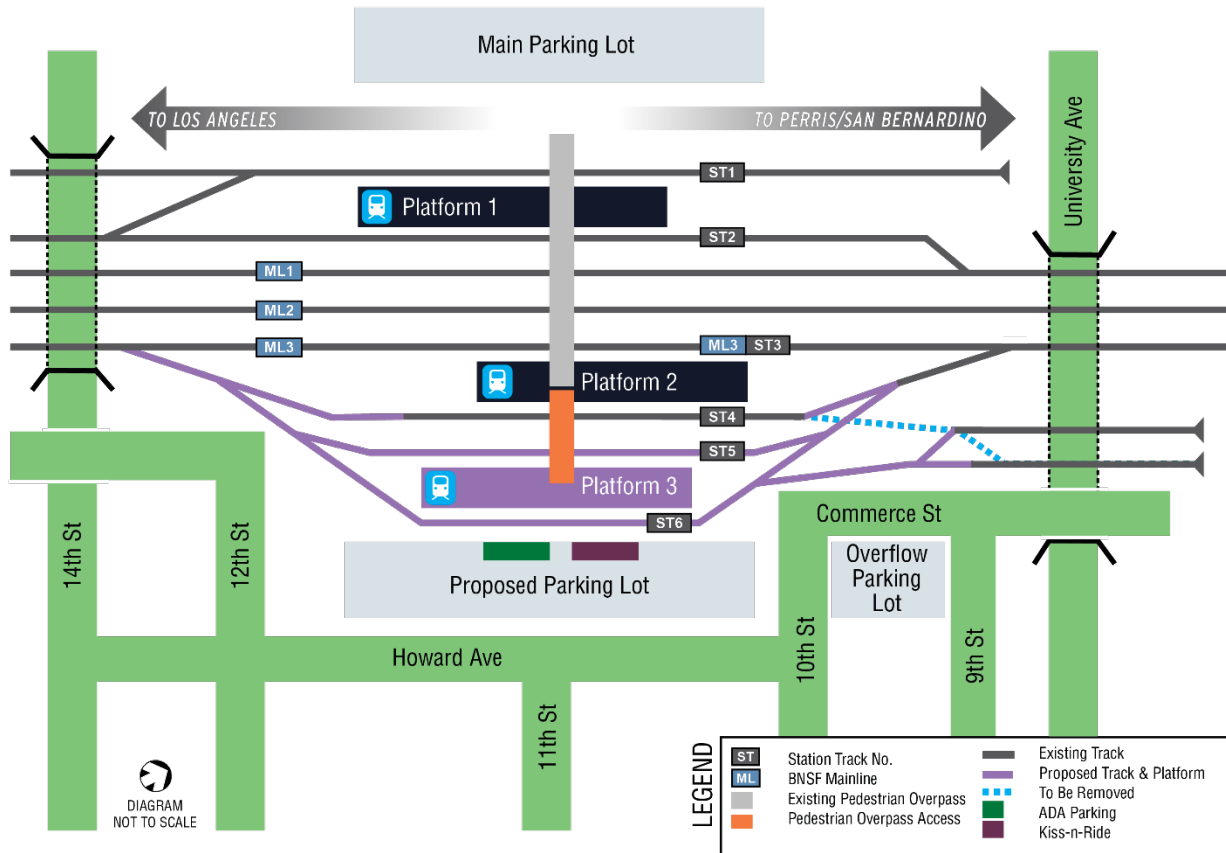 Main Parking Lot
TO LOS ANGELES
TO PERRIS/SAN BERNARDINO
University Ave
ST1
Platform 1
ST2
ML1
ML2
ML3
ML3 ST3
Platform 2
ST4
ST5
Platform 3
ST6
Commerce St
14th St
12th St
Proposed Parking Lot
Overflow
Parking
Lot
10th St
9th St
Howard Ave
11th St
DIAGRAM
NOT TO SCALE
LEGEND
ST Station Track No.
ML BNSF Mainline
Existing Pedestrian Overpass
Pedestrian Overpass Access
Existing Track
Proposed Track & Platform
To Be Removed
ADA Parking
Kiss-n-Ride